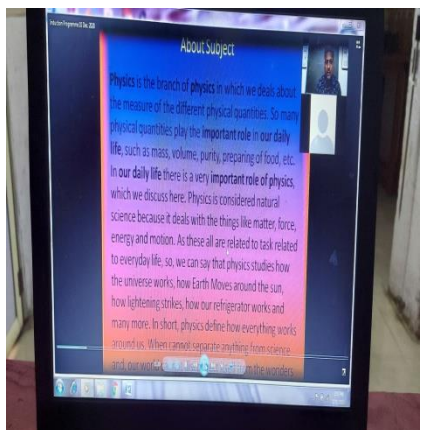 Induction Programme 02 Dec 2020
About Subject
Physics is the branch of physics in which we deals about
the measure of the different physical quantities. So many
physical quantities play the important role in our daily
life, such as mass, volume, purity, preparing of food, etc.
In our daily life there is a very important role of physics,
which we discuss here. Physics is considered natural
science because it deals with the things like matter, force,
energy and motion. As these all are related to task related
to everyday life, so, we can say that physics studies how
the universe works, how Earth Moves around the sun,
how lightening strikes, how our refrigerator works and
many more. In short, physics define how everything works
around us. When cannot separate anything from science
and our world
the wonders